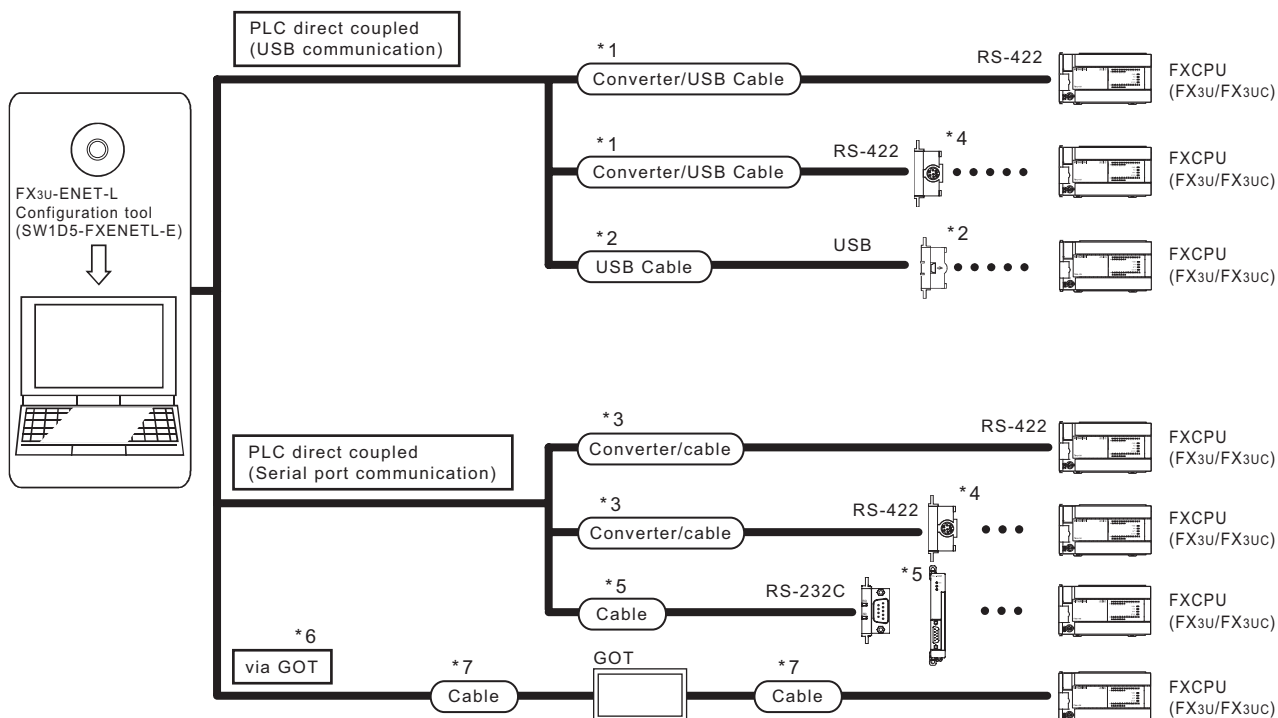 PLC direct coupled
(USB communication)
*1
Converter/USB Cable
RS-422
FXCPU
(FX3U/FX3UC)
*1
Converter/USB Cable
RS-422
*4
FXCPU
(FX3U/FX3UC)
*2
USB Cable
USB
*2
FXCPU
(FX3U/FX3UC)
FX3U-ENET-L
Configuration tool
(SW1D5-FXENETL-E)
PLC direct coupled
(Serial port communication)
*3
Converter/cable
RS-422
FXCPU
(FX3U/FX3UC)
*3
Converter/cable
RS-422
*4
FXCPU
(FX3U/FX3UC)
*5
Cable
RS-232C
*5
FXCPU
(FX3U/FX3UC)
*6
via GOT
*7
Cable
GOT
*7
Cable
FXCPU
(FX3U/FX3UC)